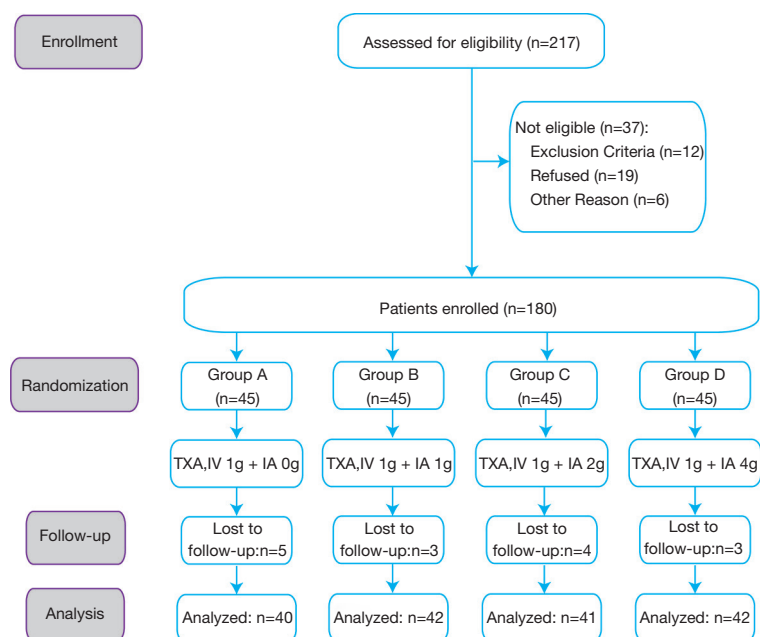 Enrollment
Assessed for eligibility (n=217)
Not eligible (n=37):
Exclusion Criteria (n=12)
Refused (n=19)
Other Reason (n=6)
Patients enrolled (n=180)
Randomization
Group A
(n=45)
Group B
(n=45)
Group C
(n=45)
Group D
(n=45)
TXA,IV 1g + IA 0g
TXA,IV 1g + IA 1g
TXA,IV 1g + IA 2g
TXA,IV 1g + IA 4g
Follow-up
Lost to
follow-up:n=5
Lost to
follow-up:n=3
Lost to
follow-up:n=4
Lost to
follow-up:n=3
Analysis
Analyzed: n=40
Analyzed: n=42
Analyzed: n=41
Analyzed: n=42